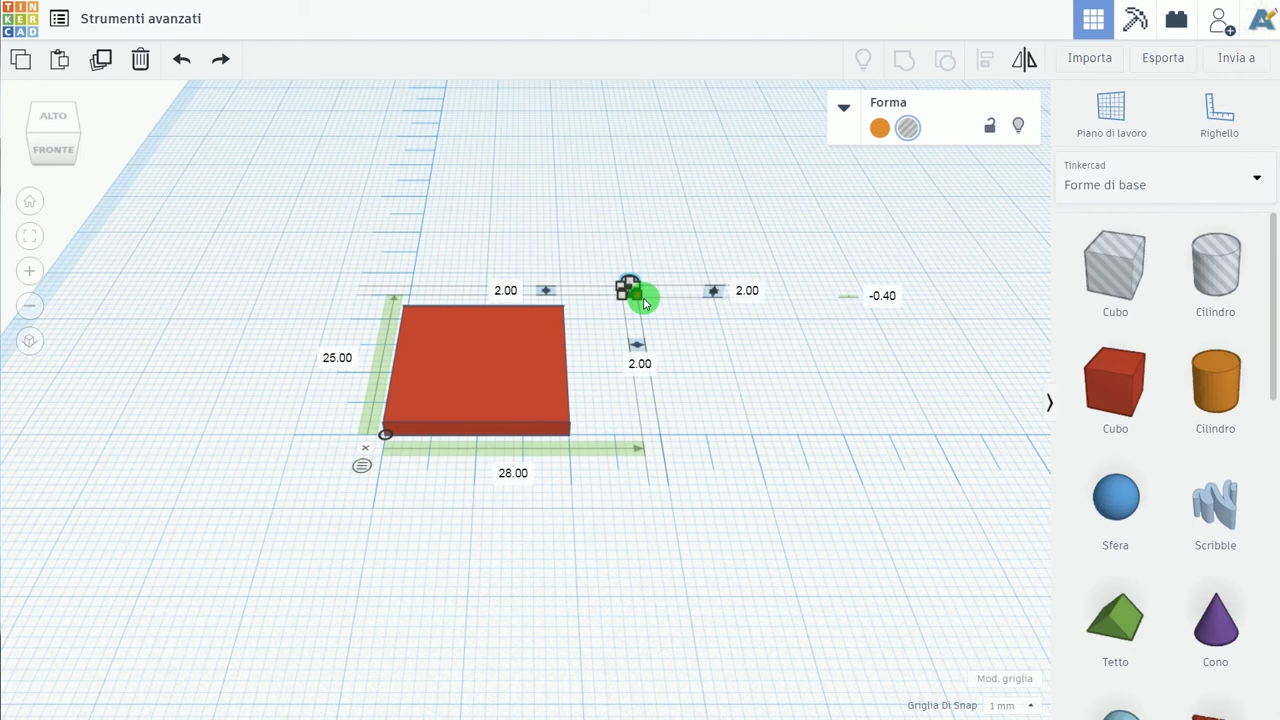 TIN
KER
CAD
Strumenti avanzati
Importa
Esporta
Invia a
ALTO
FRONTE
Forma
Piano di lavoro
Righello
Tinkercad
Forme di base
2.00
2.00
-0.40
25.00
2.00
28.00
Cubo
Cilindro
Cubo
Cilindro
Sfera
Scribble
Tetto
Cono
Mod. griglia
Griglia Di Snap
1 mm